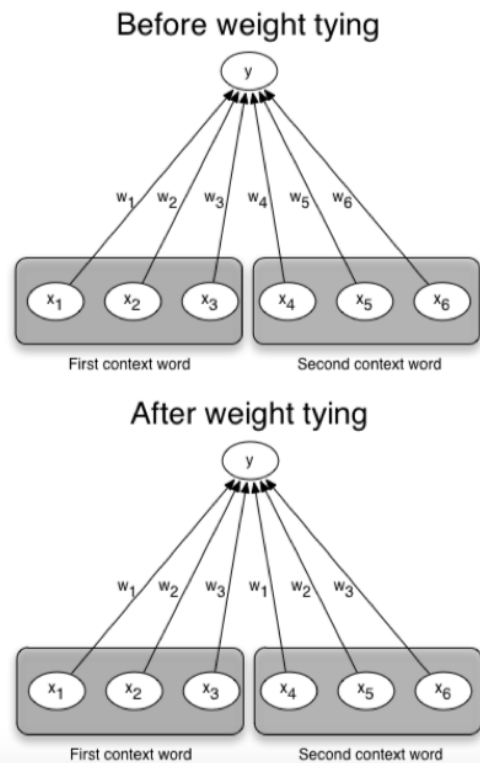 Before weight tying
y
w1 w2 w3 w4 w5 w6
x1 x2 x3 x4 x5 x6
First context word Second context word
After weight tying
y
w1 w2 w3 w1 w2 w3
x1 x2 x3 x4 x5 x6
First context word Second context word